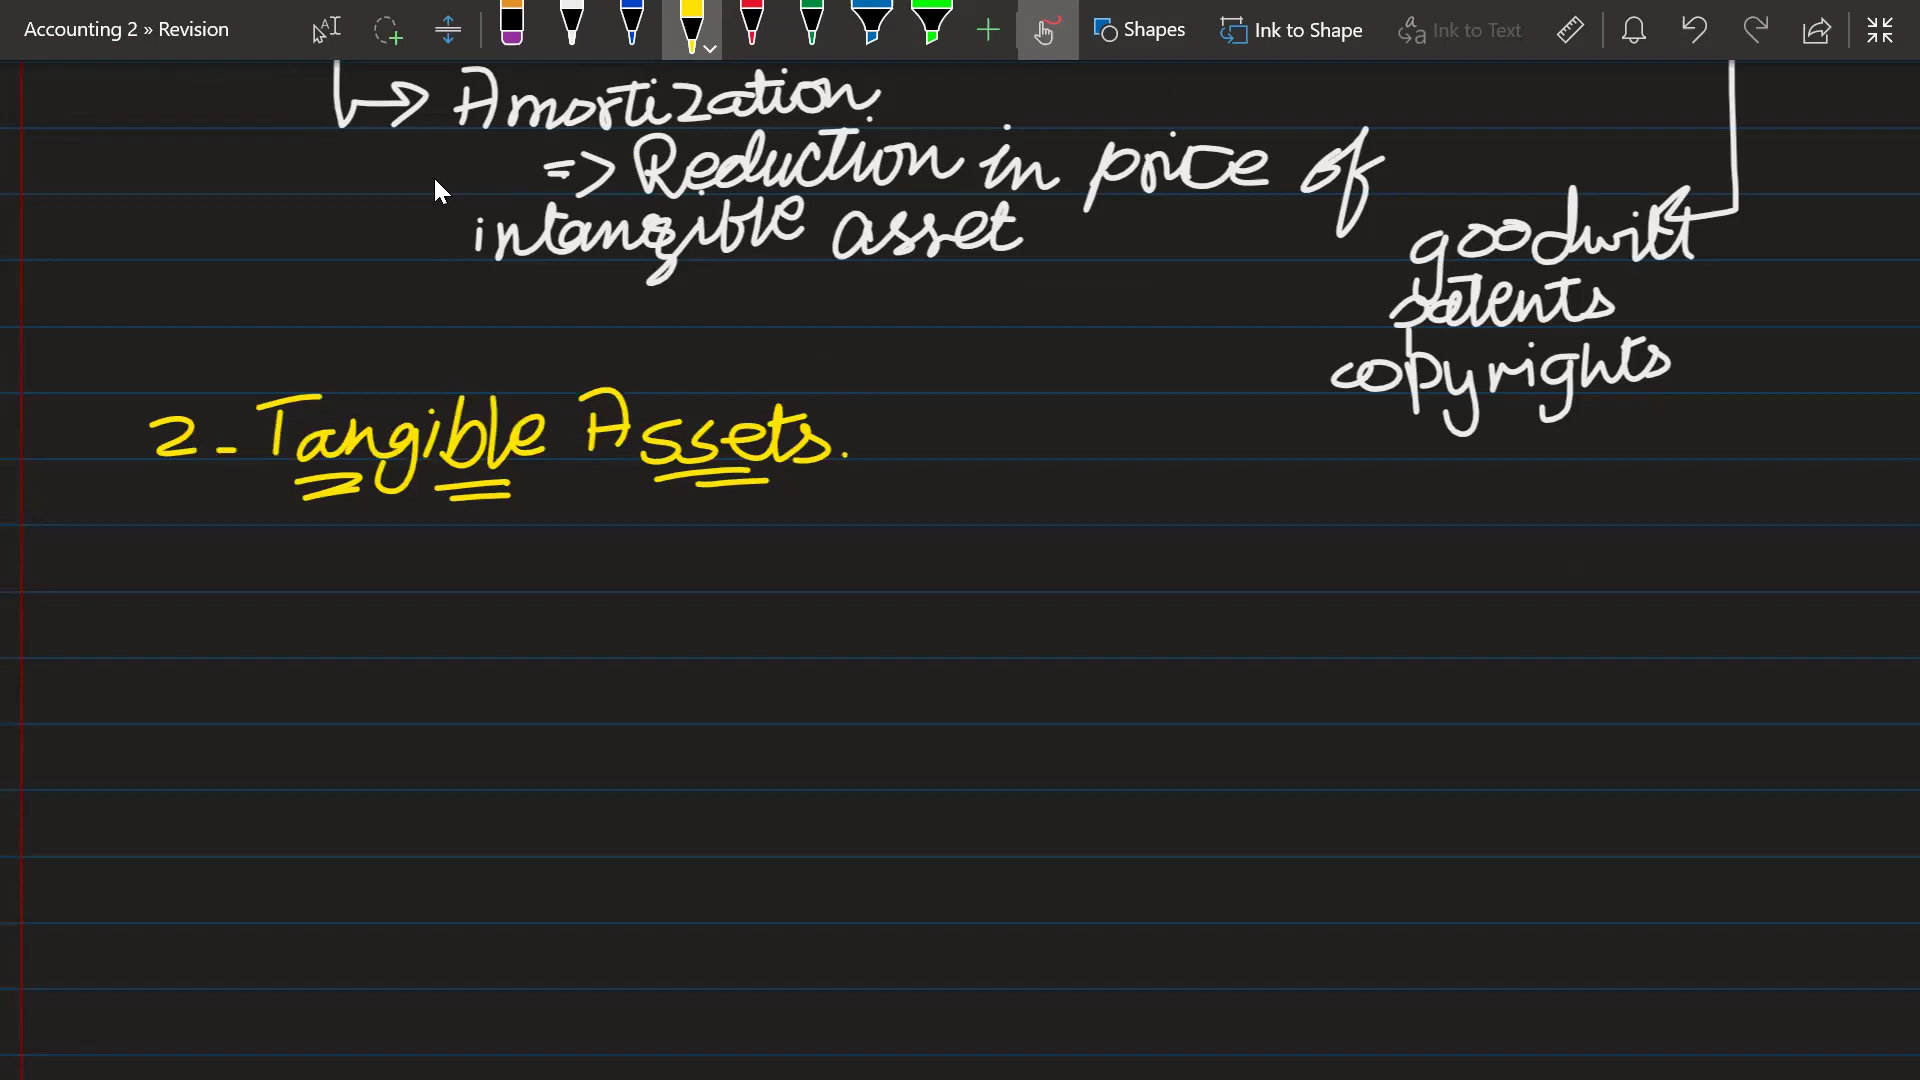 Accounting 2 » Revision
Shapes
Ink to Shape
Ink to Text
Amortization
=> Reduction in price of
intangible asset
goodwill
patents
copyrights
2- Tangible Assets.